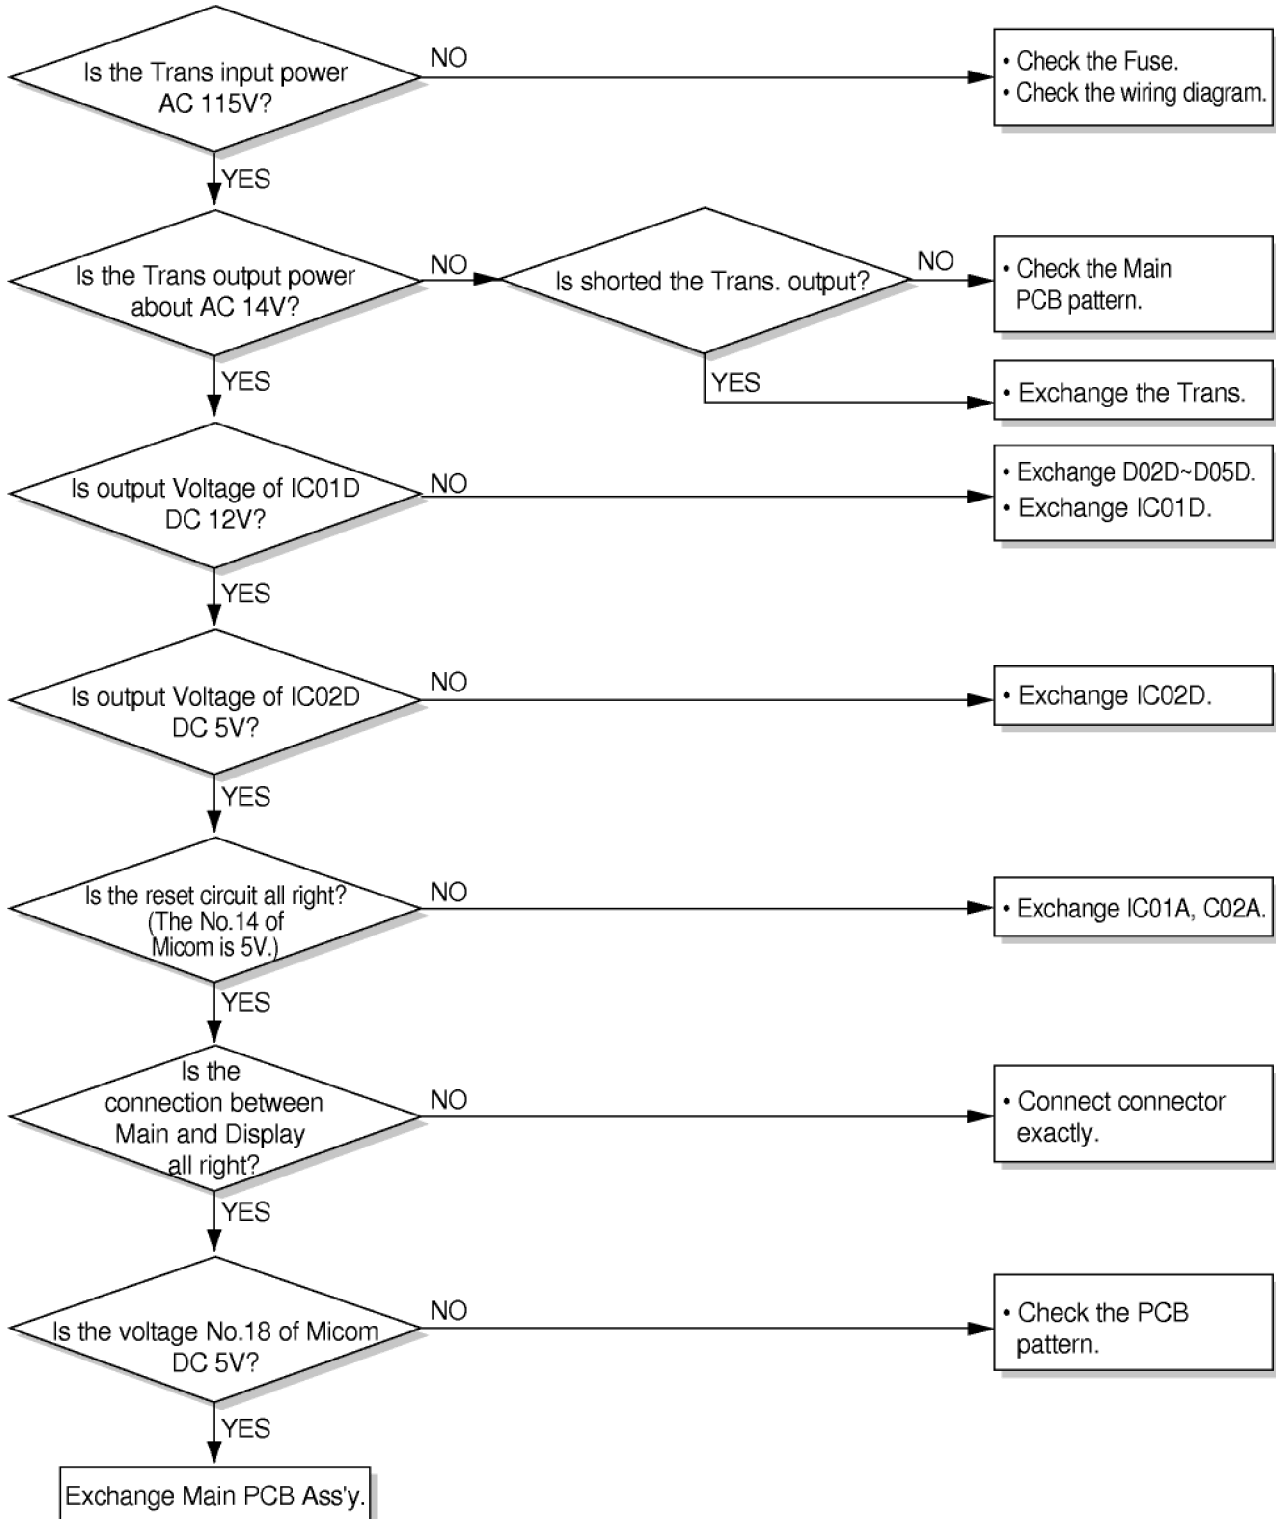 Is the Trans input power
AC 115V?
NO
• Check the Fuse.
• Check the wiring diagram.
YES
Is the Trans output power
about AC 14V?
NO
Is shorted the Trans. output?
NO
• Check the Main
PCB pattern.
YES
• Exchange the Trans.
YES
Is output Voltage of IC01D
DC 12V?
NO
• Exchange D02D~D05D.
• Exchange IC01D.
YES
Is output Voltage of IC02D
DC 5V?
NO
• Exchange IC02D.
YES
Is the reset circuit all right?
(The No.14 of
Micom is 5V.)
NO
• Exchange IC01A, C02A.
YES
Is the
connection between
Main and Display
all right?
NO
• Connect connector
exactly.
YES
Is the voltage No.18 of Micom
DC 5V?
NO
• Check the PCB
pattern.
YES
Exchange Main PCB Ass'y.